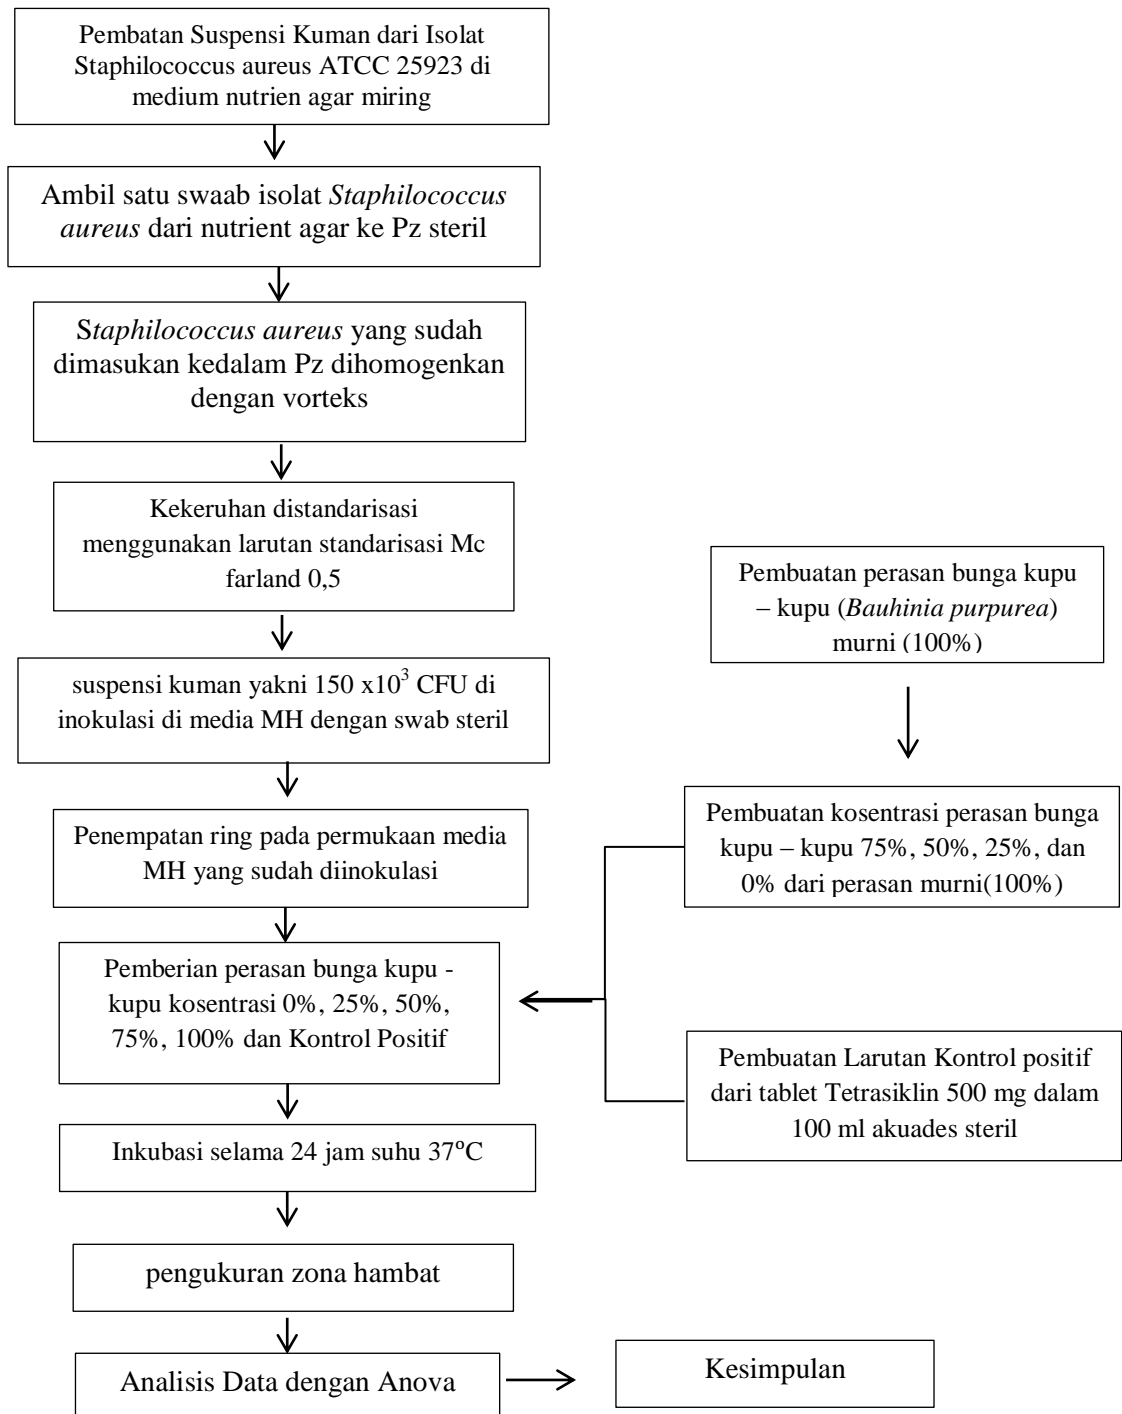 Pembatan Suspensi Kuman dari Isolat
Staphilococcus aureus ATCC 25923 di
medium nutrien agar miring
Ambil satu swaab isolat Staphilococcus
aureus dari nutrient agar ke Pz steril
Staphilococcus aureus yang sudah
dimasukan kedalam Pz dihomogenkan
dengan vorteks
Kekeruhan distandarisasi
menggunakan larutan standarisasi Mc
farland 0,5
suspensi kuman yakni 150 x10³ CFU di
inokulasi di media MH dengan swab steril
Penempatan ring pada permukaan media
MH yang sudah diinokulasi
Pemberian perasan bunga kupu -
kupu kosentrasi 0%, 25%, 50%,
75%, 100% dan Kontrol Positif
Inkubasi selama 24 jam suhu 37°C
pengukuran zona hambat
Analisis Data dengan Anova
Kesimpulan
Pembuatan perasan bunga kupu
– kupu (Bauhinia purpurea)
murni (100%)
Pembuatan kosentrasi perasan bunga
kupu – kupu 75%, 50%, 25%, dan
0% dari perasan murni(100%)
Pembuatan Larutan Kontrol positif
dari tablet Tetrasiklin 500 mg dalam
100 ml akuades steril